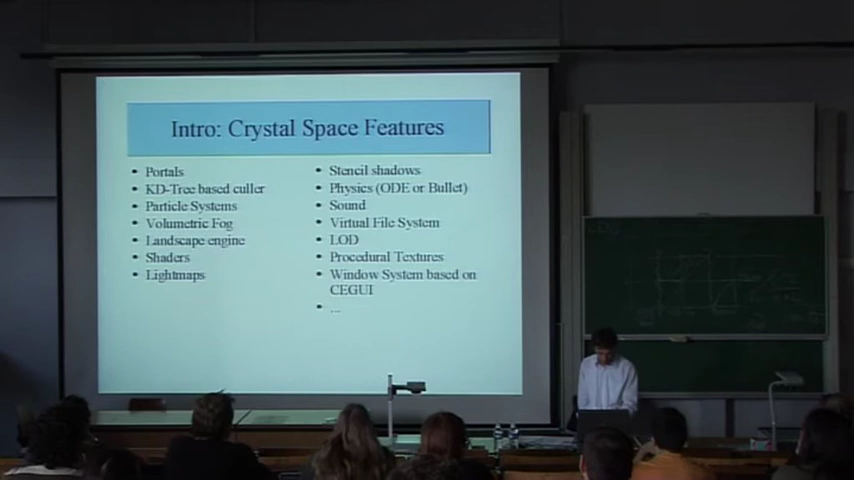 Intro: Crystal Space Features
• Portals
• KD-Tree based culler
• Particle Systems
• Volumetric Fog
• Landscape engine
• Shaders
• Lightmaps
• Stencil shadows
• Physics (ODE or Bullet)
• Sound
• Virtual File System
• LOD
• Procedural Textures
• Window System based on
CEGUI
• ...